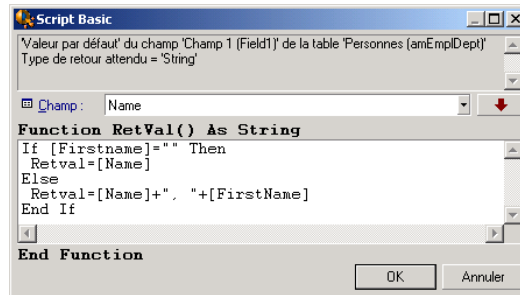 Script Basic
'Valeur par défaut' du champ 'Champ 1 (Field1)' de la table 'Personnes (amEmplDept)'
Type de retour attendu = 'String'
Champ : Name
Function RetVal() As String
If [Firstname]="" Then
Retval=[Name]
Else
Retval=[Name]+", "+[FirstName]
End If
End Function
OK Annuler